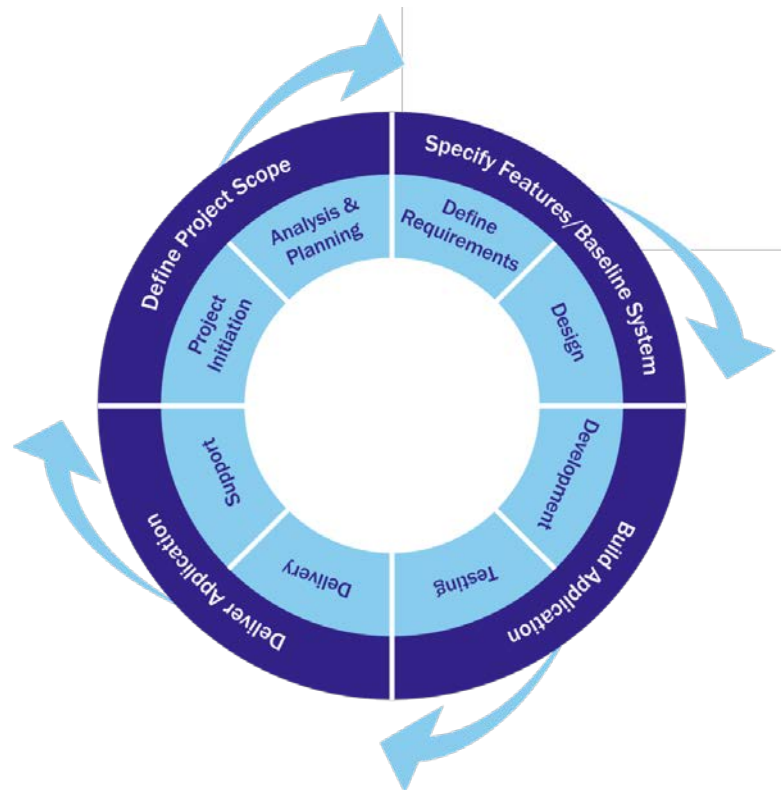 Define Project Scope
Specify Features/Baseline System
Build Application
Deliver Application
Project
Initiation
Analysis &
Planning
Define
Requirements
Design
Development
Testing
Delivery
Support